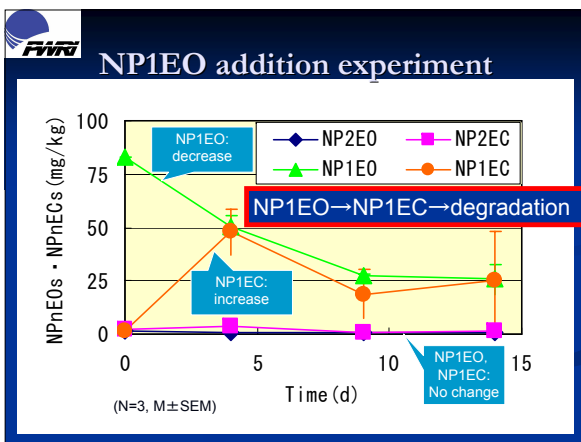 PWRI
NP1EO addition experiment
NPnEOs・NPnECs(mg/kg)
100
75
50
25
0
NP1EO:
decrease
NP2EO
NP2EC
NP1EO
NP1EC
NP1EO→NP1EC→degradation
NP1EC:
increase
NP1EO,
NP1EC:
No change
0
5
10
15
Time(d)
(N=3, M±SEM)